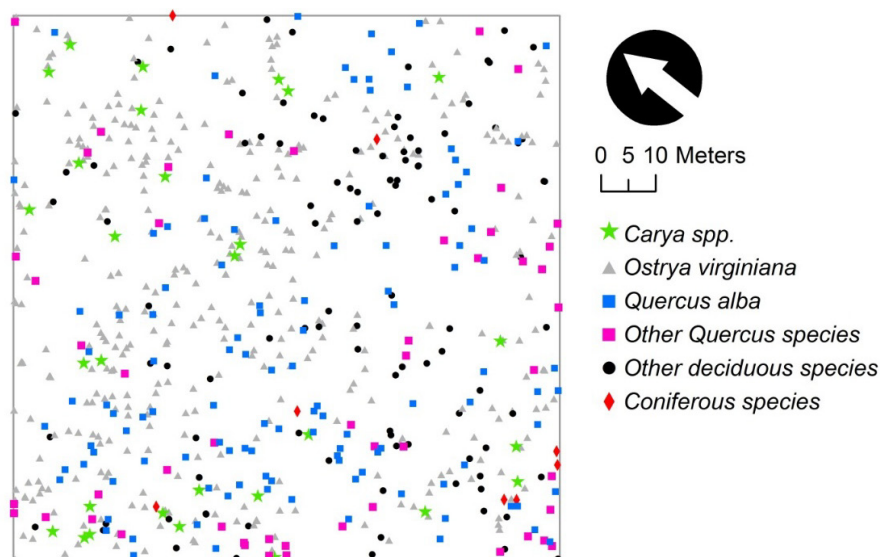 0 5 10 Meters
Carya spp.
Ostrya virginiana
Quercus alba
Other Quercus species
Other deciduous species
Coniferous species